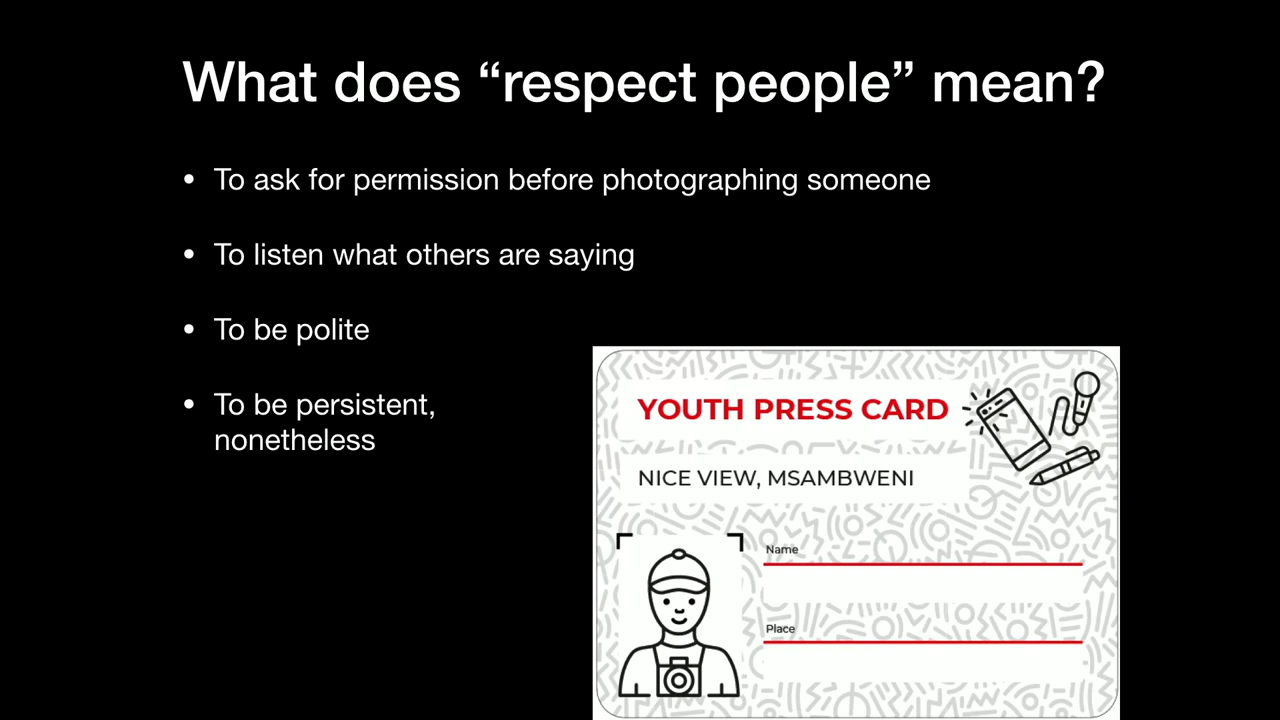 What does “respect people” mean?
• To ask for permission before photographing someone
• To listen what others are saying
• To be polite
• To be persistent,
nonetheless
YOUTH PRESS CARD
NICE VIEW, MSAMBWENI
Name
Place